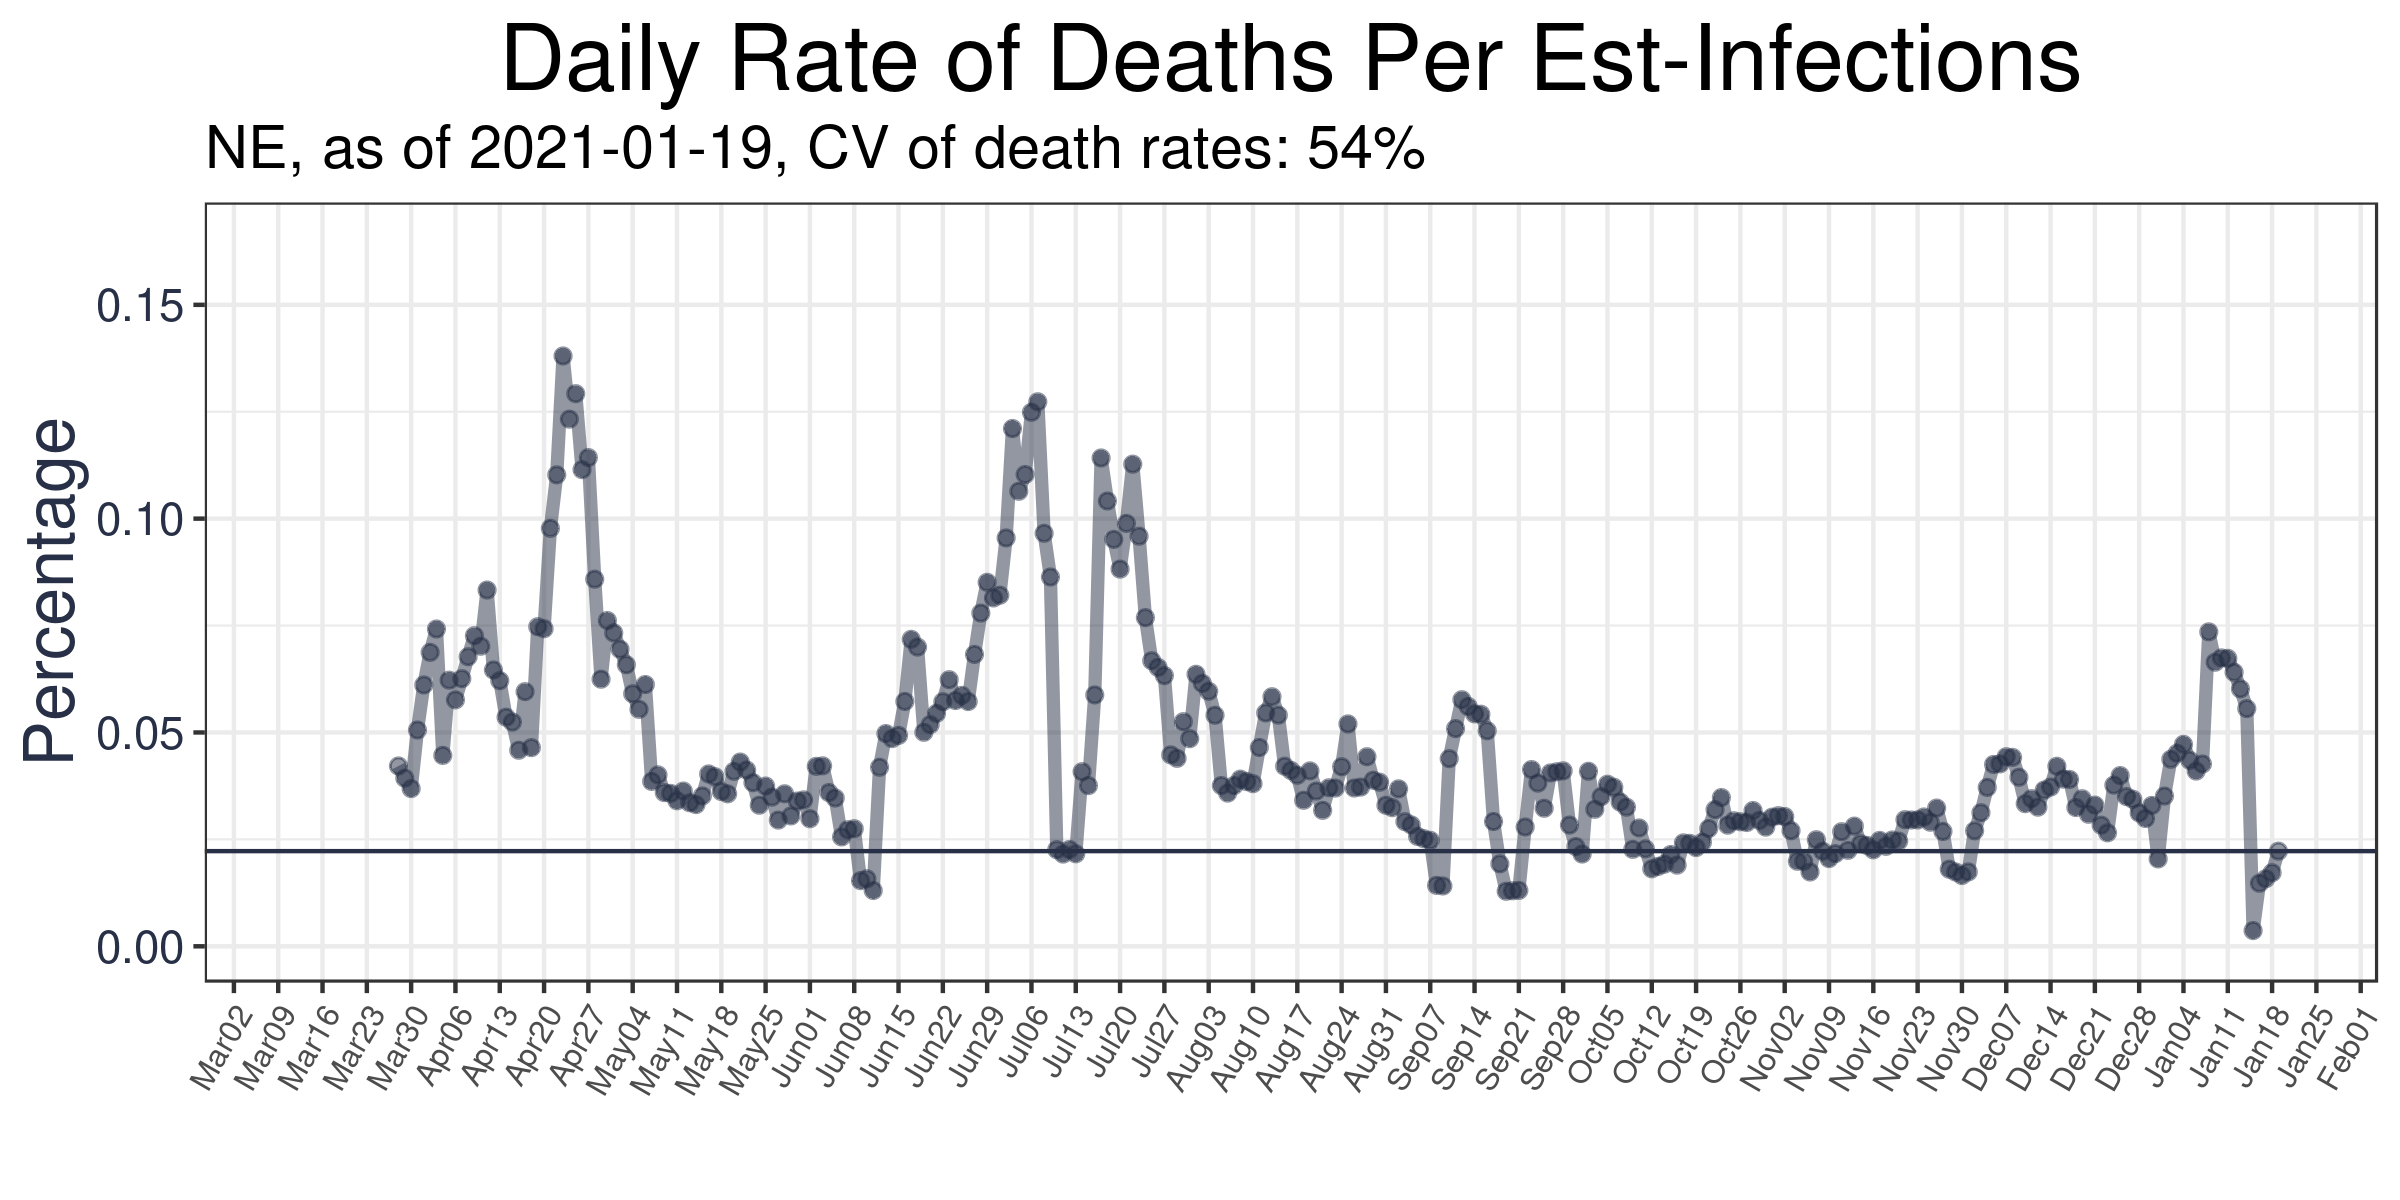 Daily Rate of Deaths Per Est-Infections
NE, as of 2021-01-19, CV of death rates: 54%
Percentage
0.15
0.10
0.05
0.00
Mar02
Mar09
Mar16
Mar23
Mar30
Apr06
Apr13
Apr20
Apr27
May04
May11
May18
May25
Jun01
Jun08
Jun15
Jun22
Jun29
Jul06
Jul13
Jul20
Jul27
Aug03
Aug10
Aug17
Aug24
Aug31
Sep07
Sep14
Sep21
Sep28
Oct05
Oct12
Oct19
Oct26
Nov02
Nov09
Nov16
Nov23
Nov30
Dec07
Dec14
Dec21
Dec28
Jan04
Jan11
Jan18
Jan25
Feb01